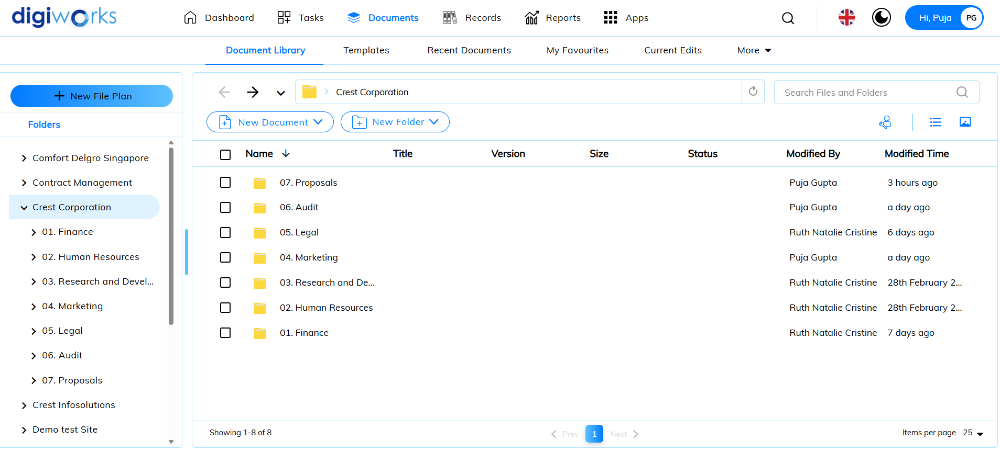 digiworks
Dashboard
Tasks
Documents
Records
Reports
Apps
Hi, Puja
PG
Document Library
Templates
Recent Documents
My Favourites
Current Edits
More
New File Plan
Folders
Comfort Delgro Singapore
Contract Management
Crest Corporation
01. Finance
02. Human Resources
03. Research and Devel...
04. Marketing
05. Legal
06. Audit
07. Proposals
Crest Infosolutions
Demo test Site
Crest Corporation
Search Files and Folders
New Document
New Folder
Name Title Version Size Status Modified By Modified Time
07. Proposals Puja Gupta 3 hours ago
06. Audit Puja Gupta a day ago
05. Legal Ruth Natalie Cristine 6 days ago
04. Marketing Puja Gupta a day ago
03. Research and De... Ruth Natalie Cristine 28th February 2...
02. Human Resources Ruth Natalie Cristine 28th February 2...
01. Finance Ruth Natalie Cristine 7 days ago
Showing 1-8 of 8
Prev 1 Next
Items per page 25